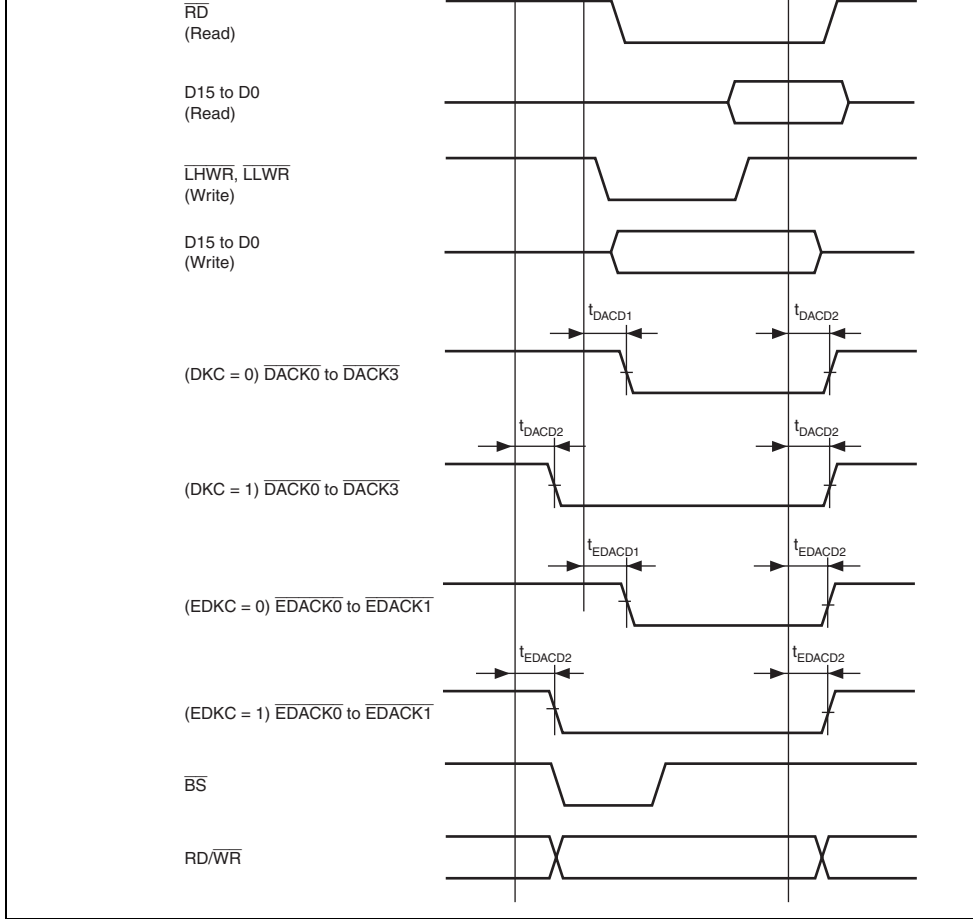 RD
(Read)
D15 to D0
(Read)
LHWR, LLWR
(Write)
D15 to D0
(Write)
tDACD1
tDACD2
(DKC = 0) DACK0 to DACK3
tDACD2
tDACD2
(DKC = 1) DACK0 to DACK3
tEDACD1
tEDACD2
(EDKC = 0) EDACK0 to EDACK1
tEDACD2
tEDACD2
(EDKC = 1) EDACK0 to EDACK1
BS
RD/WR